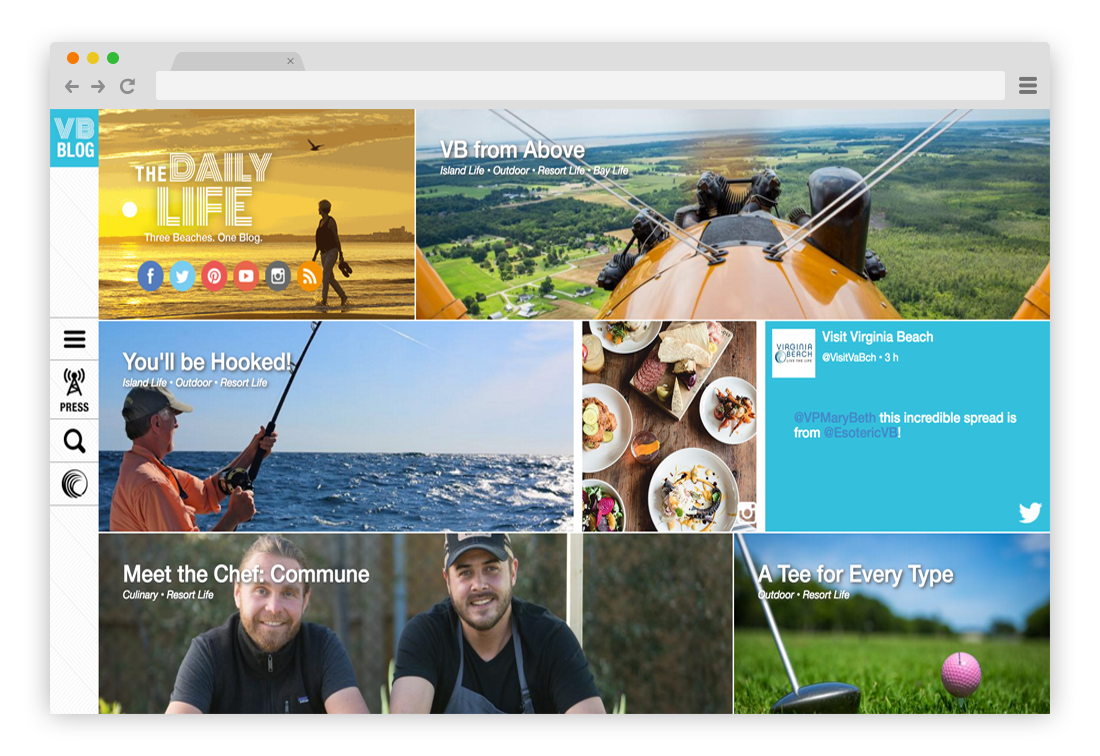 VB
BLOG
THE DAILY
LIFE
Three Beaches. One Blog.
VB from Above
Island Life • Outdoor • Resort Life • Bay Life
PRESS
You'll be Hooked!
Island Life • Outdoor • Resort Life
VIRGINIA
BEACH
LIVE THE LIFE
Visit Virginia Beach
@VisitVaBch • 3 h
@VPMaryBeth this incredible spread is
from @EsotericVB!
Meet the Chef: Commune
Culinary • Resort Life
A Tee for Every Type
Outdoor • Resort Life